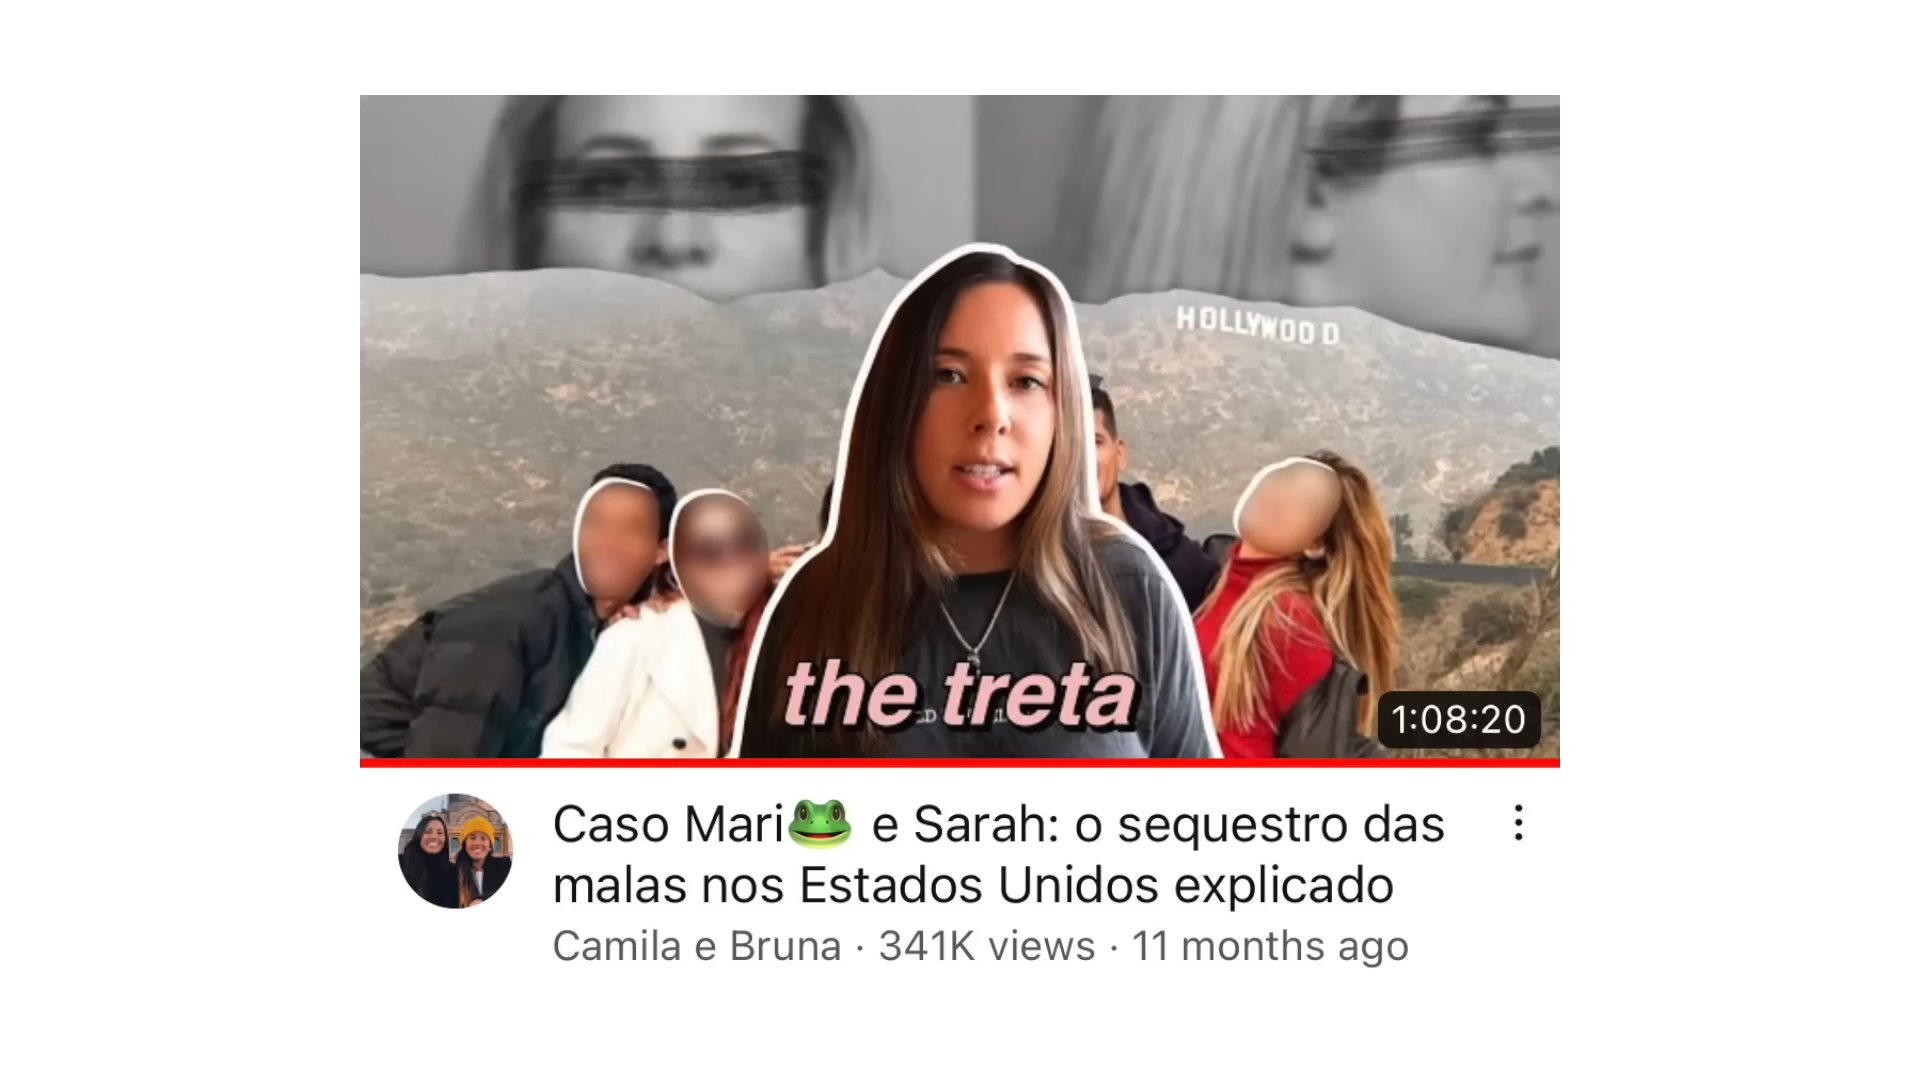 HOLLYWOOD
the treta
1:08:20
Caso Mari🐸 e Sarah: o sequestro das
malas nos Estados Unidos explicado
Camila e Bruna · 341K views · 11 months ago